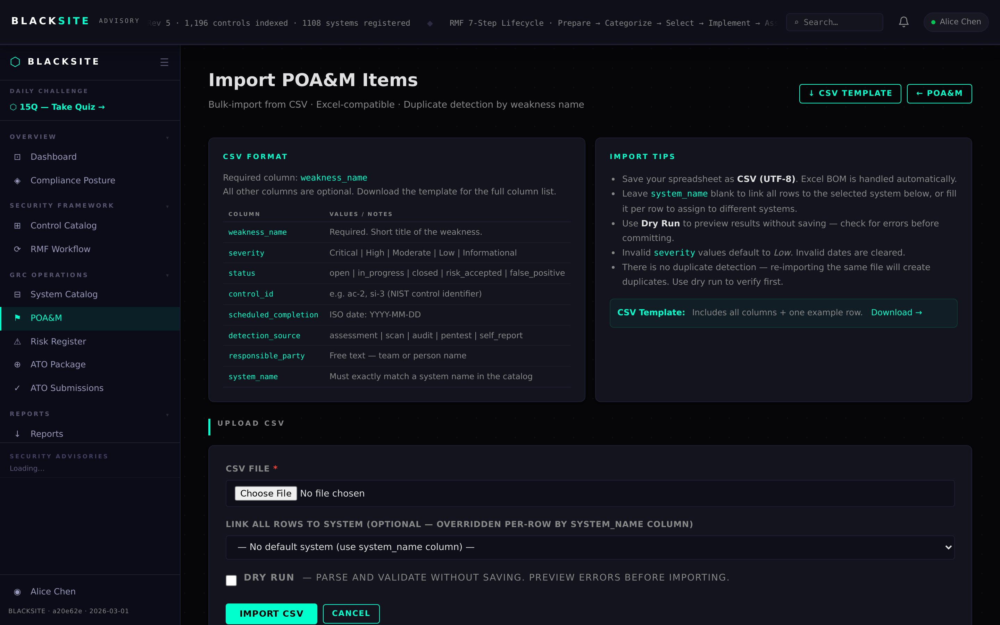 BLACKSITE ADVISORY Rev 5 · 1,196 controls indexed · 1108 systems registered ◆ RMF 7-Step Lifecycle · Prepare → Categorize → Select → Implement → Search… Alice Chen
BLACKSITE
DAILY CHALLENGE
15Q — Take Quiz →
OVERVIEW
Dashboard
Compliance Posture
SECURITY FRAMEWORK
Control Catalog
RMF Workflow
GRC OPERATIONS
System Catalog
POA&M
Risk Register
ATO Package
ATO Submissions
REPORTS
Reports
SECURITY ADVISORIES
Loading…
Alice Chen
BLACKSITE · a20e62e · 2026-03-01
Import POA&M Items
Bulk-import from CSV · Excel-compatible · Duplicate detection by weakness name
↓ CSV TEMPLATE
← POA&M
CSV FORMAT
Required column: weakness_name
All other columns are optional. Download the template for the full column list.
COLUMN VALUES / NOTES
weakness_name Required. Short title of the weakness.
severity Critical | High | Moderate | Low | Informational
status open | in_progress | closed | risk_accepted | false_positive
control_id e.g. ac-2, si-3 (NIST control identifier)
scheduled_completion ISO date: YYYY-MM-DD
detection_source assessment | scan | audit | pentest | self_report
responsible_party Free text — team or person name
system_name Must exactly match a system name in the catalog
IMPORT TIPS
• Save your spreadsheet as CSV (UTF-8). Excel BOM is handled automatically.
• Leave system_name blank to link all rows to the selected system below, or fill
it per row to assign to different systems.
• Use Dry Run to preview results without saving — check for errors before
committing.
• Invalid severity values default to Low. Invalid dates are cleared.
• There is no duplicate detection — re-importing the same file will create
duplicates. Use dry run to verify first.
CSV Template: Includes all columns + one example row. Download →
UPLOAD CSV
CSV FILE *
Choose File No file chosen
LINK ALL ROWS TO SYSTEM (OPTIONAL — OVERRIDDEN PER-ROW BY SYSTEM_NAME COLUMN)
— No default system (use system_name column) —
DRY RUN — PARSE AND VALIDATE WITHOUT SAVING. PREVIEW ERRORS BEFORE IMPORTING.
IMPORT CSV
CANCEL